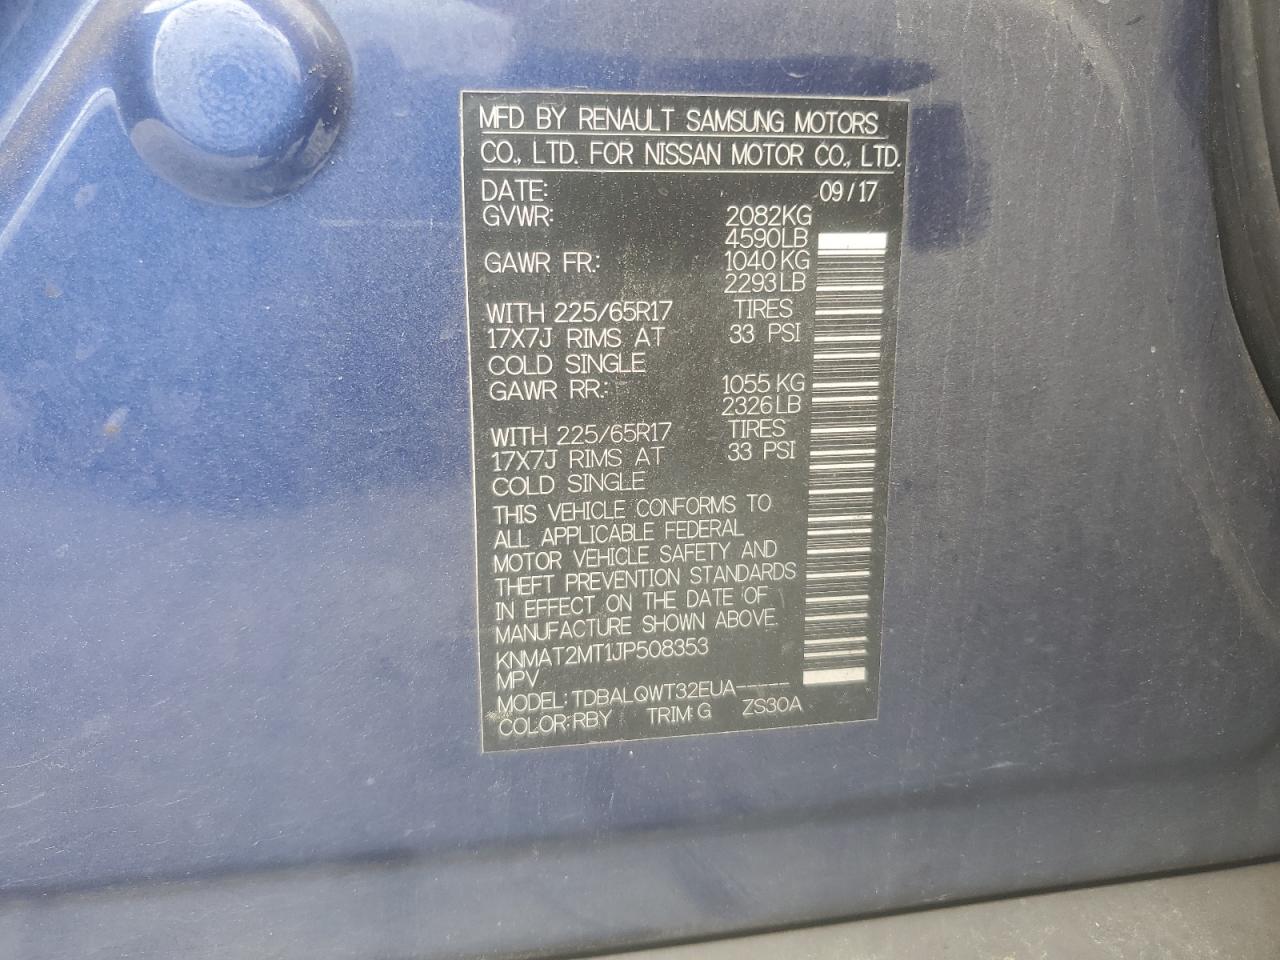 MFD BY RENAULT SAMSUNG MOTORS
CO., LTD. FOR NISSAN MOTOR CO., LTD.
DATE: 09/17
GVWR: 2082KG
4590LB
GAWR FR.: 1040KG
2293LB
WITH 225/65R17 TIRES
17X7J RIMS AT 33 PSI
COLD SINGLE
GAWR RR.: 1055KG
2326LB
WITH 225/65R17 TIRES
17X7J RIMS AT 33 PSI
COLD SINGLE
THIS VEHICLE CONFORMS TO
ALL APPLICABLE FEDERAL
MOTOR VEHICLE SAFETY AND
THEFT PREVENTION STANDARDS
IN EFFECT ON THE DATE OF
MANUFACTURE SHOWN ABOVE.
KNMAT2MT1JP508353
MPV
MODEL: TDBALQWT32EUA-----
COLOR:RBY TRIM:G ZS30A